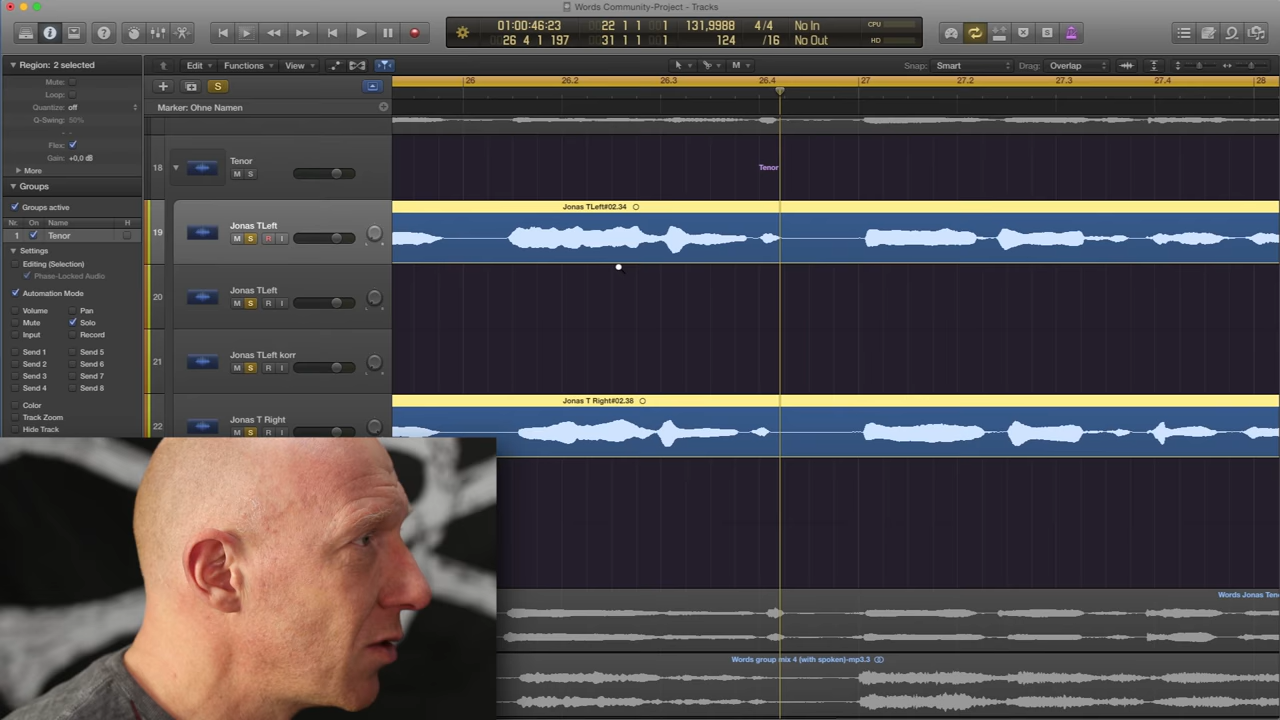 Words Community-Project - Tracks
01:00:46:23 22 1 1 001 131,9988 4/4 No In CPU
26 4 1 197 31 1 1 001 124 /16 No Out HD
Region: 2 selected Edit Functions View M Snap: Smart Drag: Overlap
Mute:
Loop:
Quantize: off
Q-Swing: 50%
Flex:
Gain: +0,0 dB
More
26 26.2 26.3 26.4 27 27.2 27.3 27.4 28
Marker: Ohne Namen
S
Groups
Groups active
Nr. On Name H
1 Tenor
Settings
Editing (Selection)
Phase-Locked Audio
Automation Mode
Volume Pan
Mute Solo
Input Record
Send 1 Send 5
Send 2 Send 6
Send 3 Send 7
Send 4 Send 8
Color
Track Zoom
Hide Track
18 Tenor
M S
Tenor
19 Jonas TLeft
M S R I
Jonas TLeft#02.34
20 Jonas TLeft
M S R I
21 Jonas TLeft korr
M S R I
22 Jonas T Right
M S R I
Jonas T Right#02.38
Words Jonas Ten
Words group mix 4 (with spoken)-mp3.3